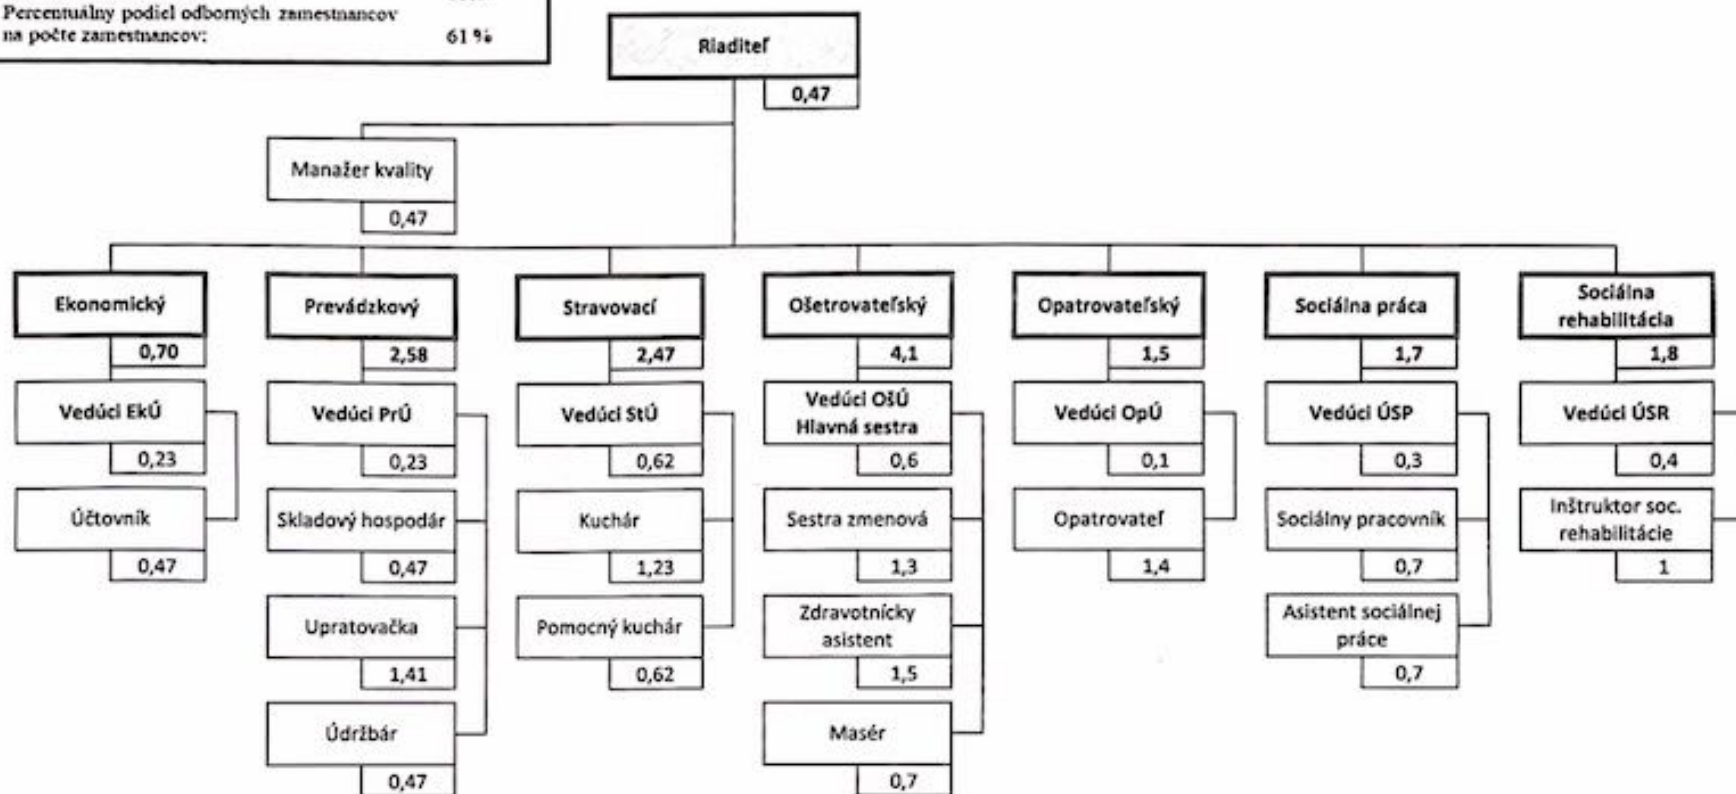 Percentuálny podiel odborných zamestnancov
na počte zamestnancov: 61 %
Riaditeľ
0,47
Manažer kvality
0,47
Ekonomický
0,70
Vedúci EkÚ
0,23
Účtovník
0,47
Prevádzkový
2,58
Vedúci PrÚ
0,23
Skladový hospodár
0,47
Upratovačka
1,41
Údržbár
0,47
Stravovací
2,47
Vedúci StÚ
0,62
Kuchár
1,23
Pomocný kuchár
0,62
Ošetrovateľský
4,1
Vedúci OšÚ
Hlavná sestra
0,6
Sestra zmenová
1,3
Zdravotnícky
asistent
1,5
Masér
0,7
Opatrovateľský
1,5
Vedúci OpÚ
0,1
Opatrovateľ
1,4
Sociálna práca
1,7
Vedúci ÚSP
0,3
Sociálny pracovník
0,7
Asistent sociálnej
práce
0,7
Sociálna
rehabilitácia
1,8
Vedúci ÚSR
0,4
Inštruktor soc.
rehabilitácie
1